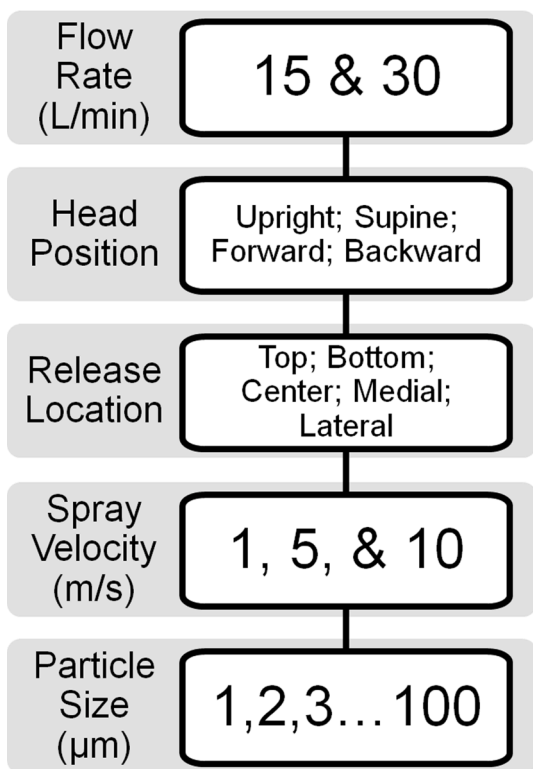 Flow
Rate
(L/min)
15 & 30
Head
Position
Upright; Supine;
Forward; Backward
Release
Location
Top; Bottom;
Center; Medial;
Lateral
Spray
Velocity
(m/s)
1, 5, & 10
Particle
Size
(µm)
1,2,3…100